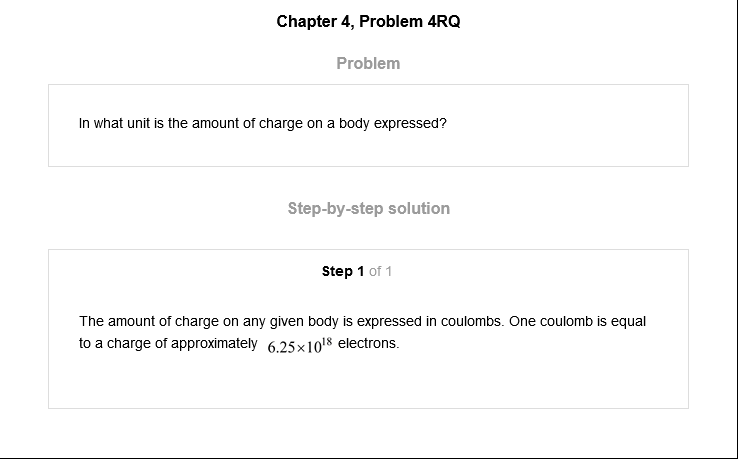 Chapter 4, Problem 4RQ
Problem
In what unit is the amount of charge on a body expressed?
Step-by-step solution
Step 1 of 1
The amount of charge on any given body is expressed in coulombs. One coulomb is equal
to a charge of approximately 6.25×10¹⁸ electrons.